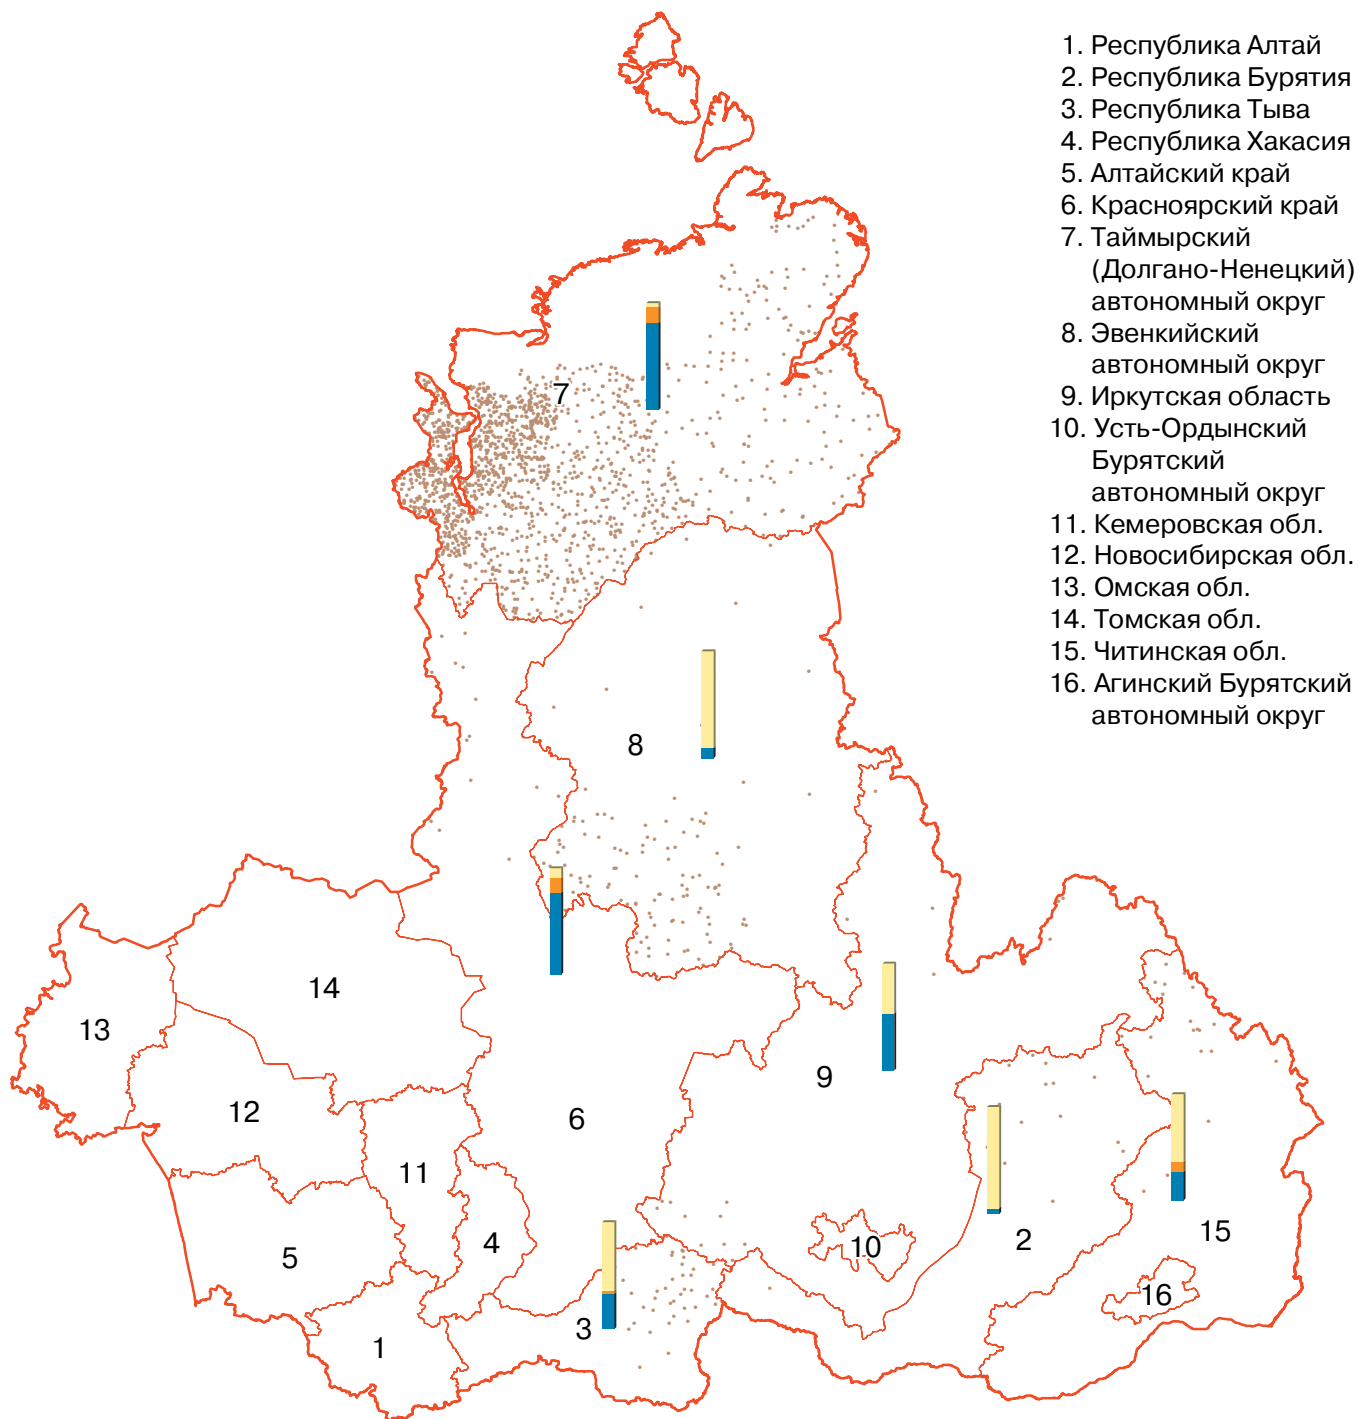 1. Республика Алтай
2. Республика Бурятия
3. Республика Тыва
4. Республика Хакасия
5. Алтайский край
6. Красноярский край
7. Таймырский
(Долгано-Ненецкий)
автономный округ
8. Эвенкийский
автономный округ
9. Иркутская область
10. Усть-Ордынский
Бурятский
автономный округ
11. Кемеровская обл.
12. Новосибирская обл.
13. Омская обл.
14. Томская обл.
15. Читинская обл.
16. Агинский Бурятский
автономный округ
7
8
14
13
9
12
6
11
15
2
4
10
5
16
3
1